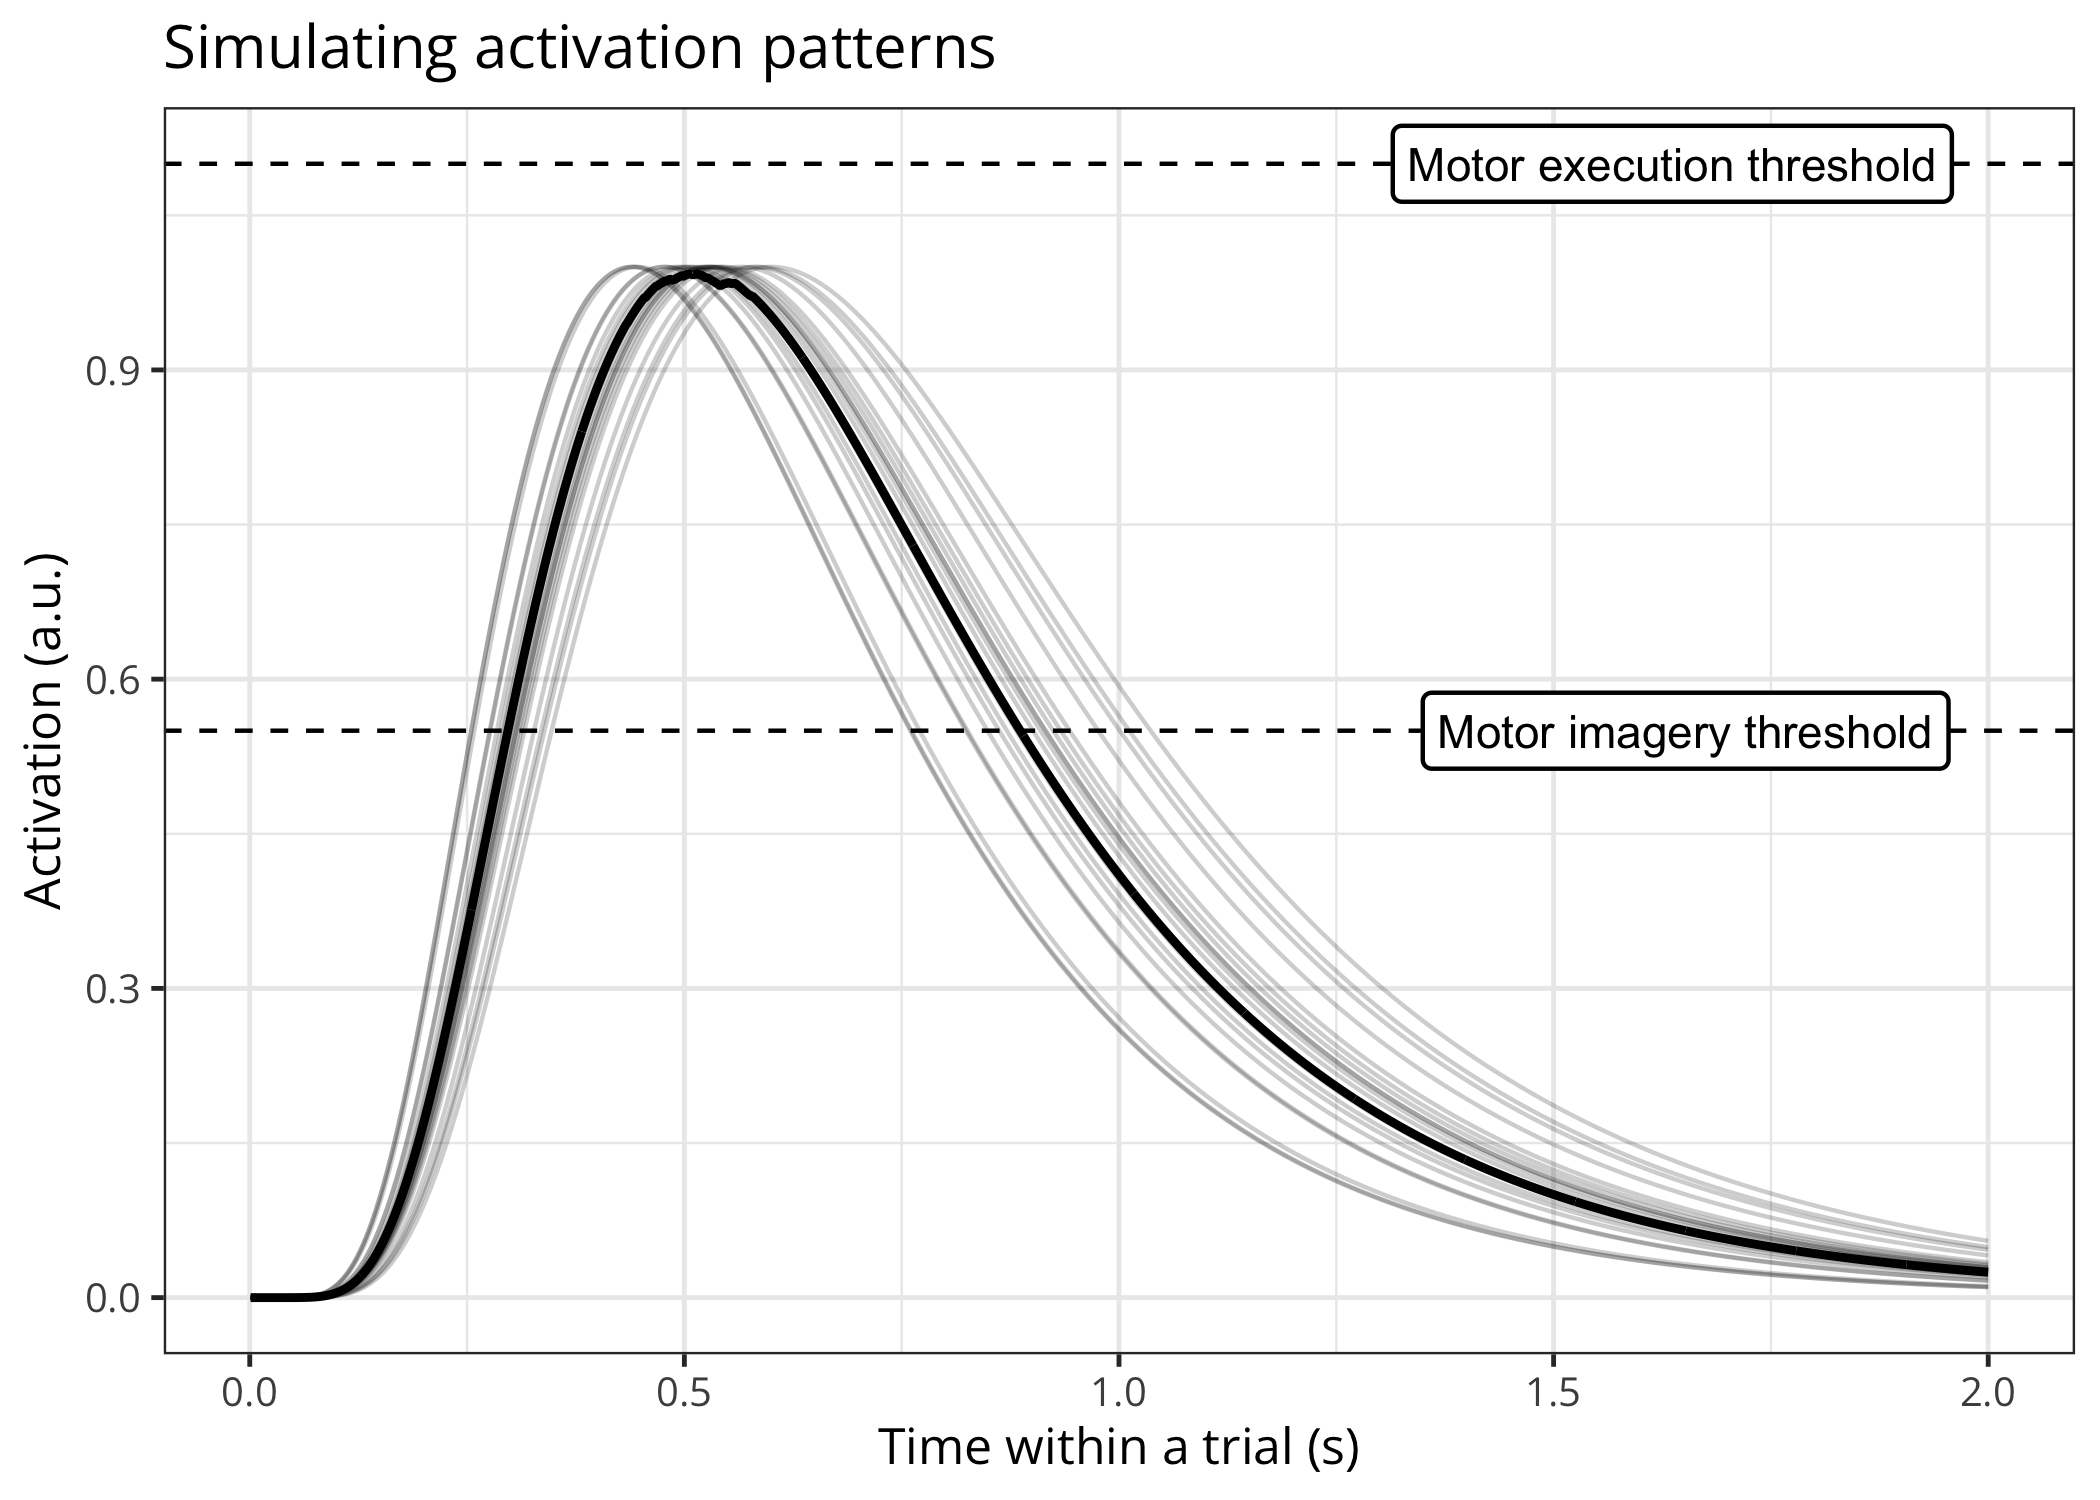 Simulating activation patterns
Motor execution threshold
0.9
Activation (a.u.)
0.6
Motor imagery threshold
0.3
0.0
0.0 0.5 1.0 1.5 2.0
Time within a trial (s)